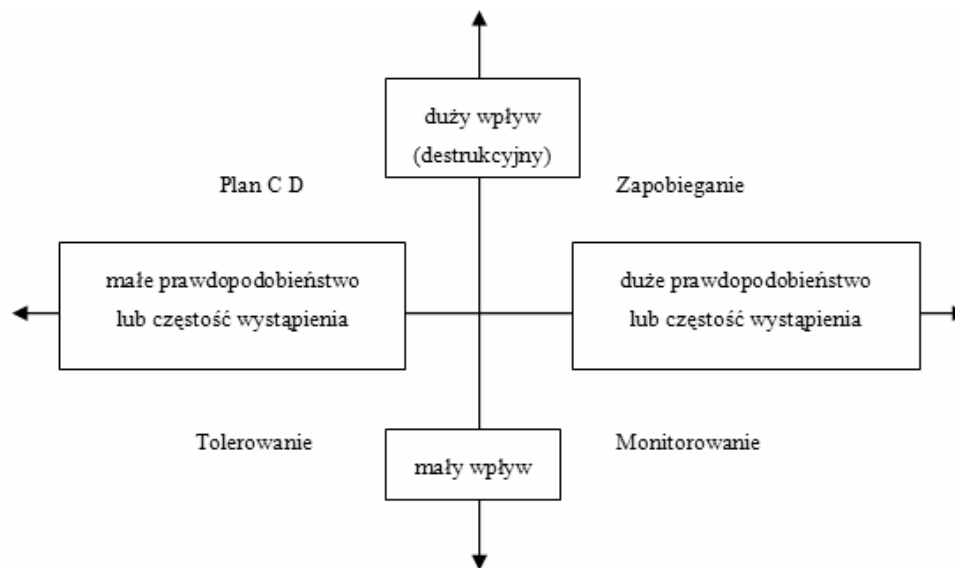 duży wpływ
(destrukcyjny)
Plan C D
Zapobieganie
małe prawdopodobieństwo
lub częstość wystąpienia
duże prawdopodobieństwo
lub częstość wystąpienia
Tolerowanie
Monitorowanie
mały wpływ